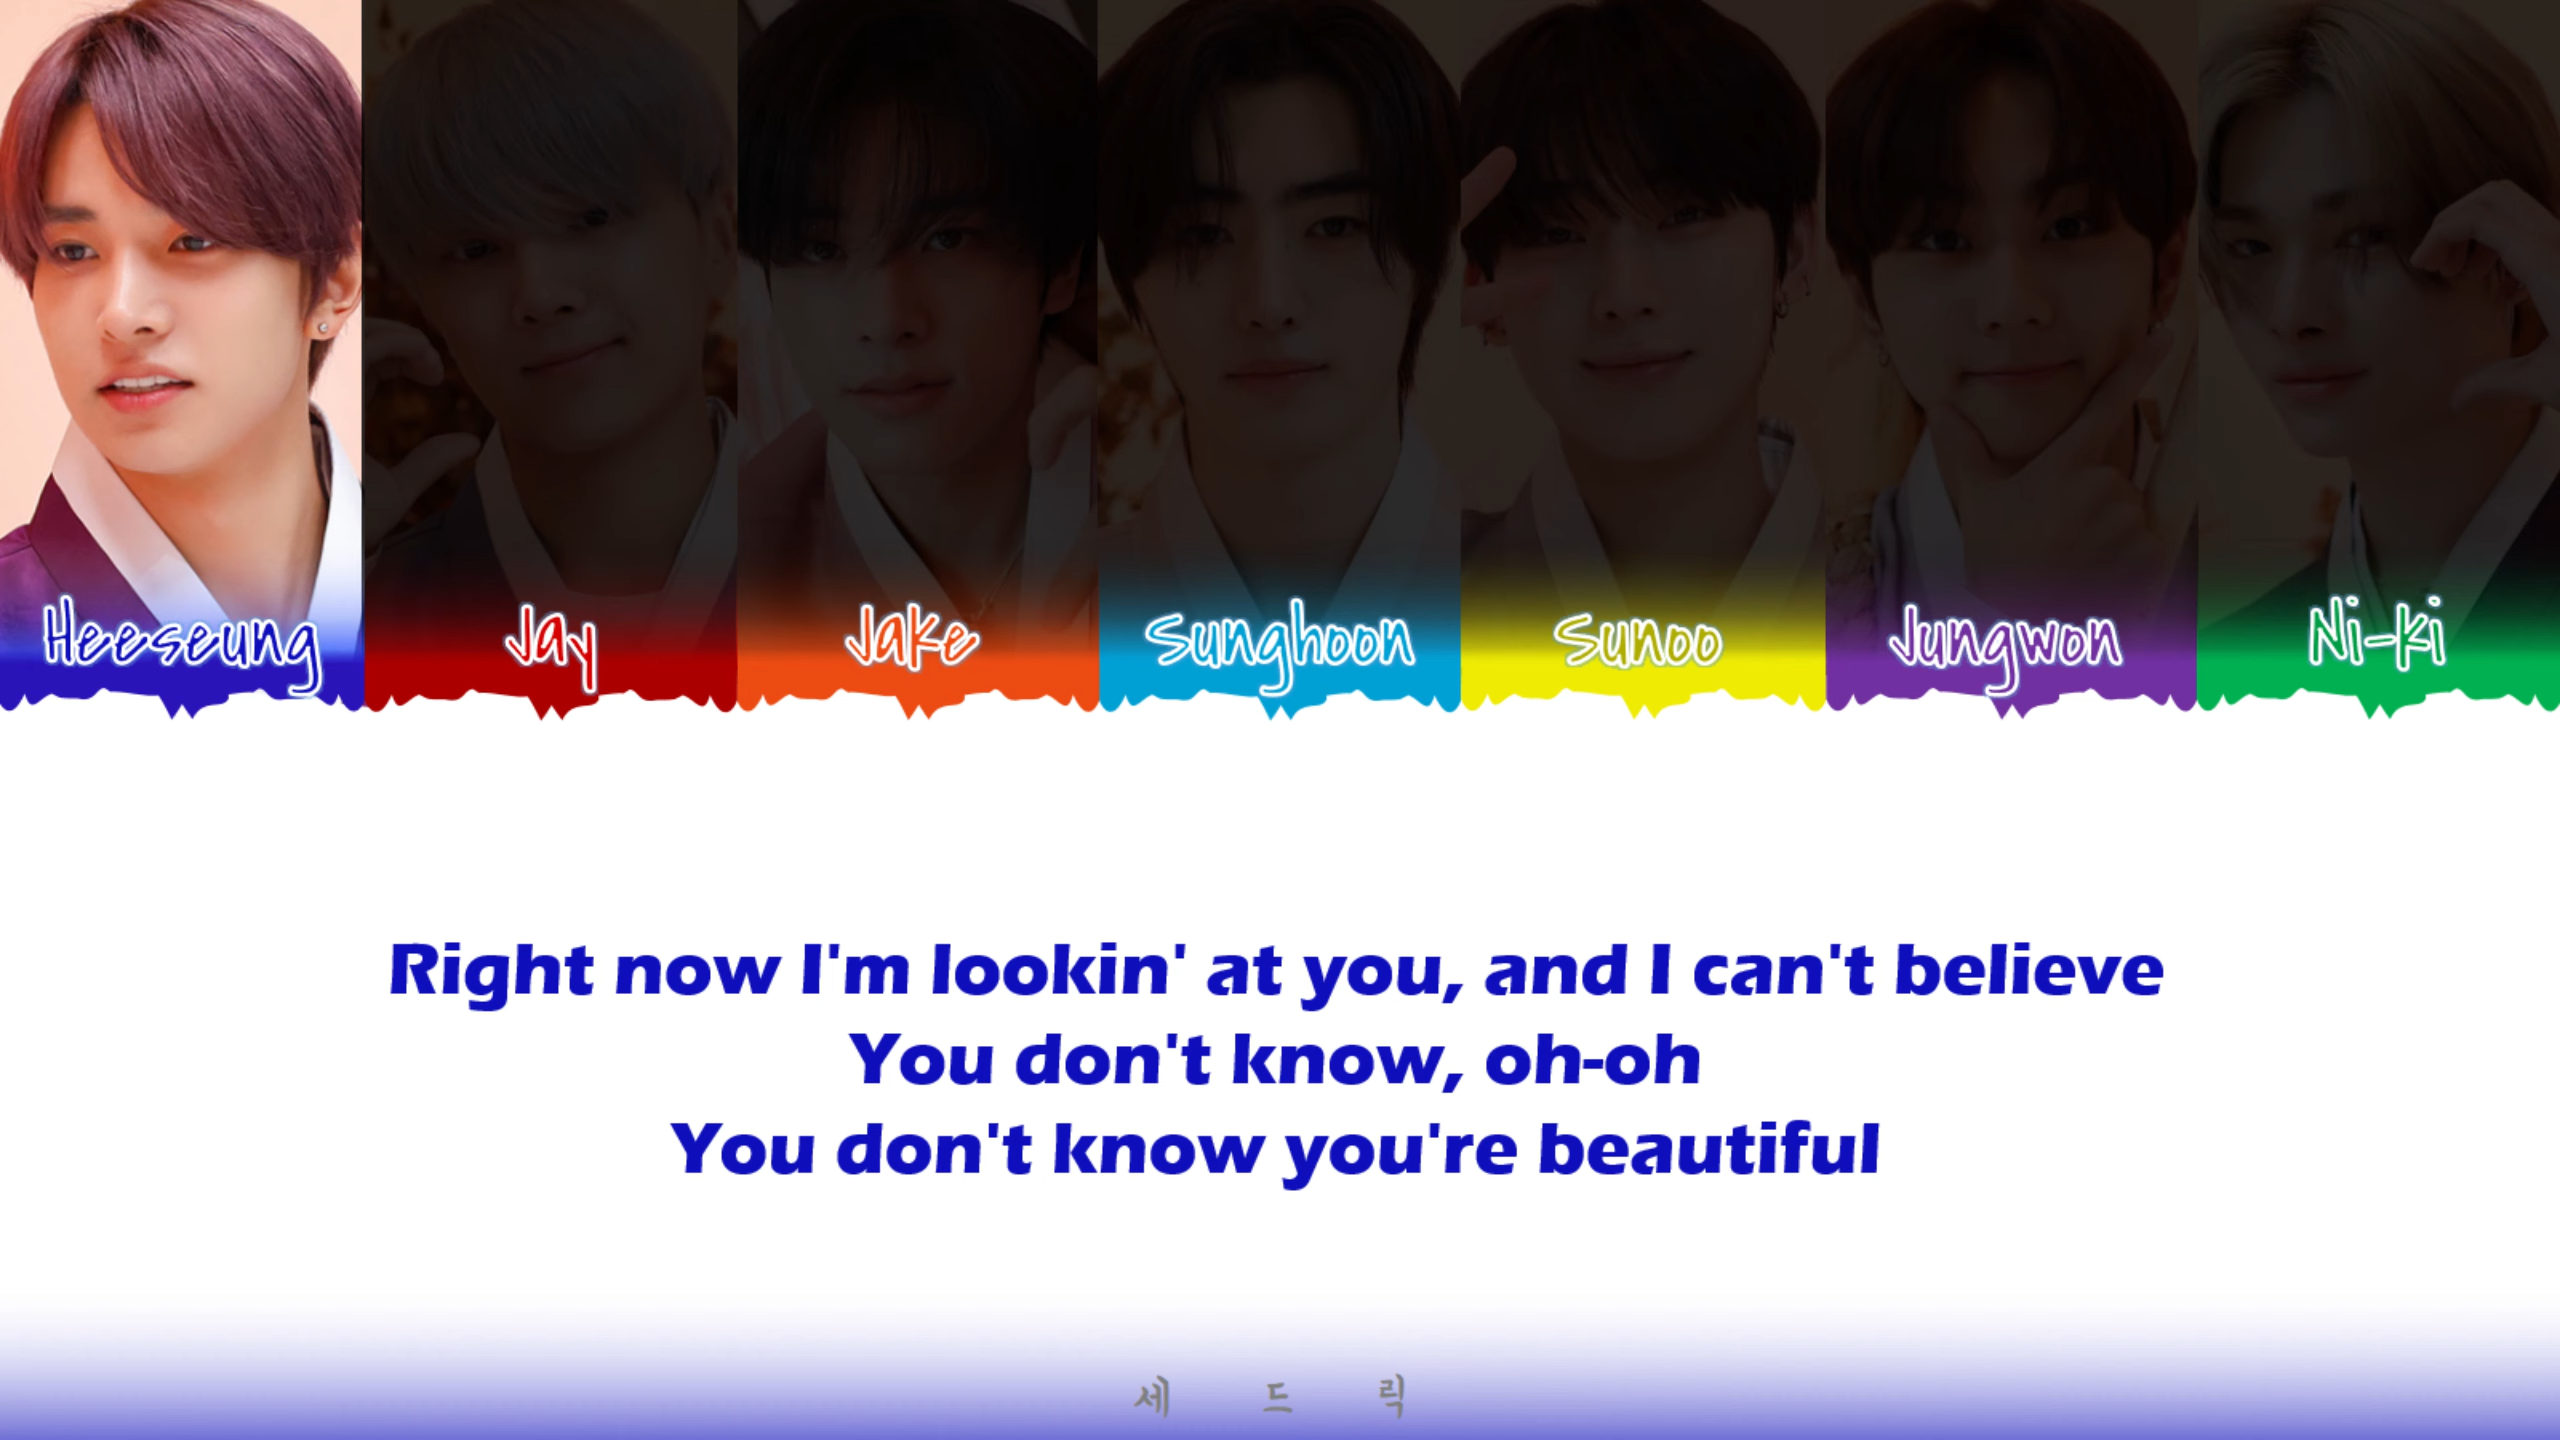 Heeseung
Jay
Jake
Sunghoon
Sunoo
Jungwon
Ni-ki
Right now I'm lookin' at you, and I can't believe
You don't know, oh-oh
You don't know you're beautiful
세 드 릭